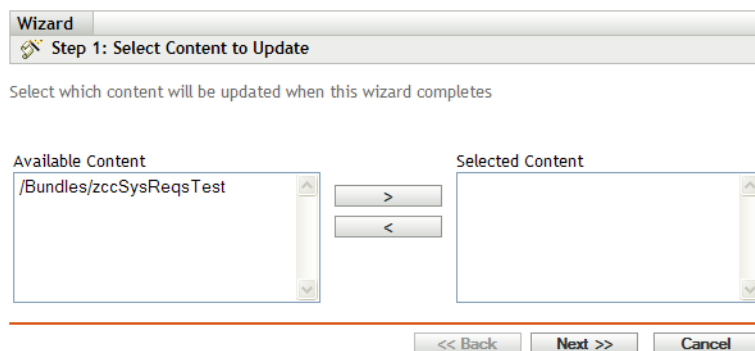 Wizard
Step 1: Select Content to Update
Select which content will be updated when this wizard completes
Available Content
Selected Content
/Bundles/zccSysReqsTest
>
<
<< Back
Next >>
Cancel